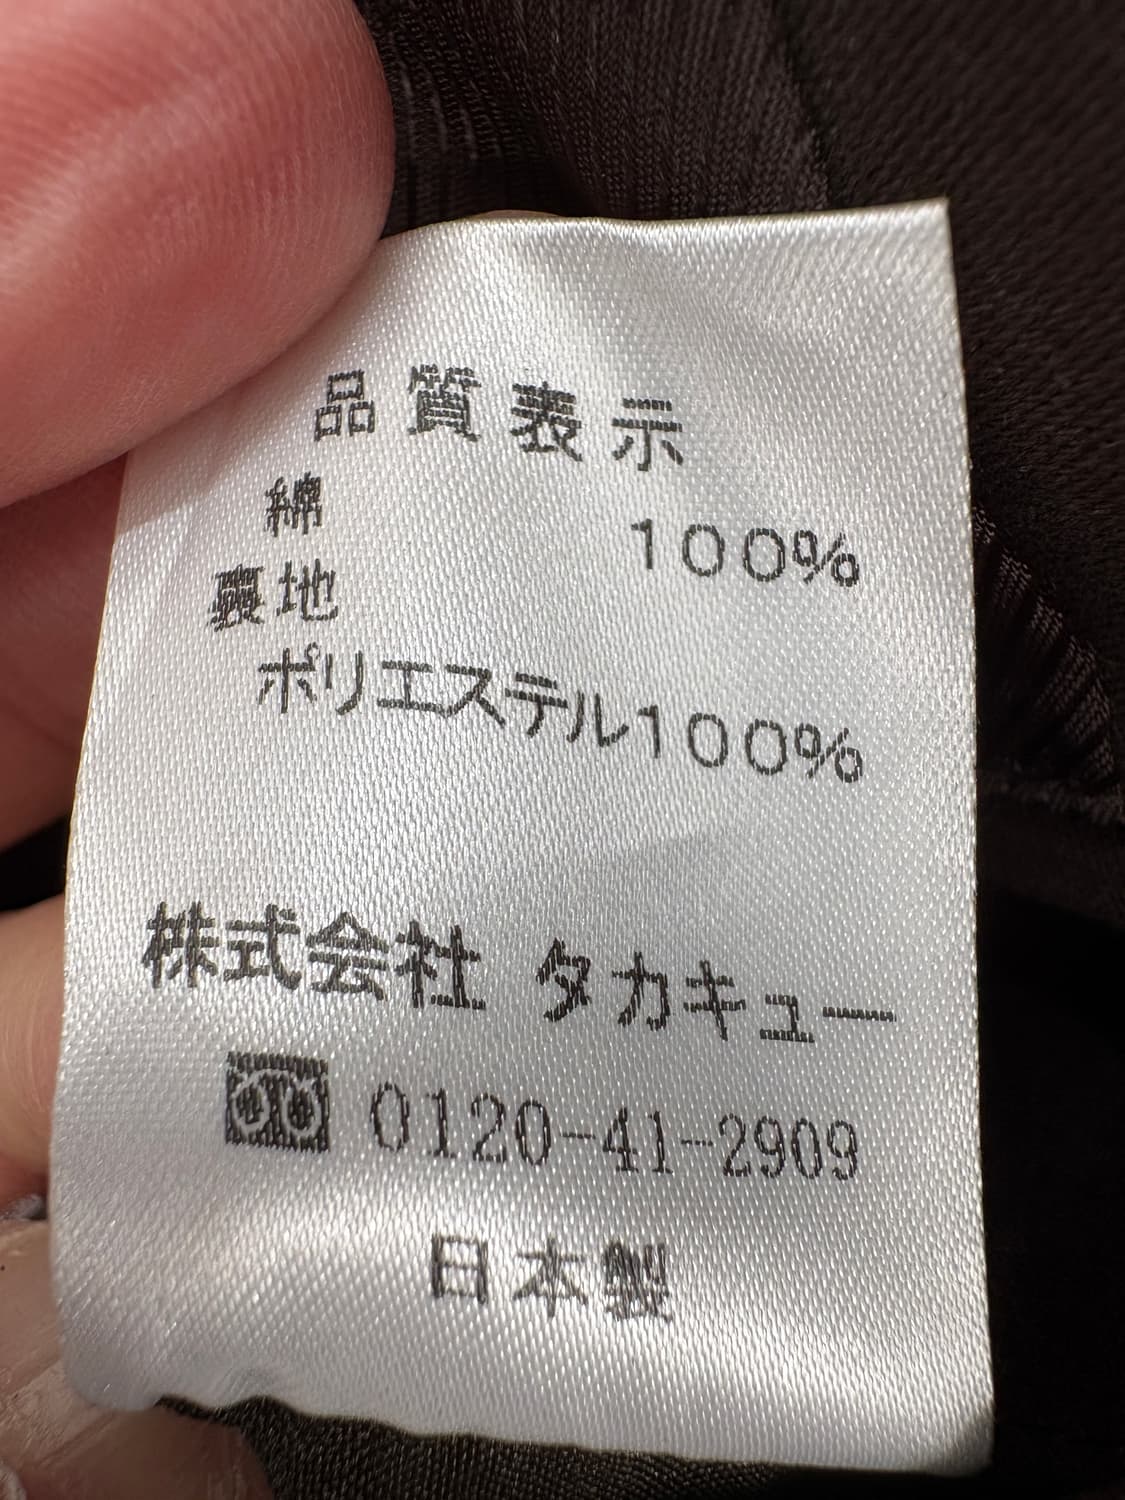 品質表示
綿 100%
裏地
ポリエステル100%
株式会社 タカキュー
0120-41-2909
日本製